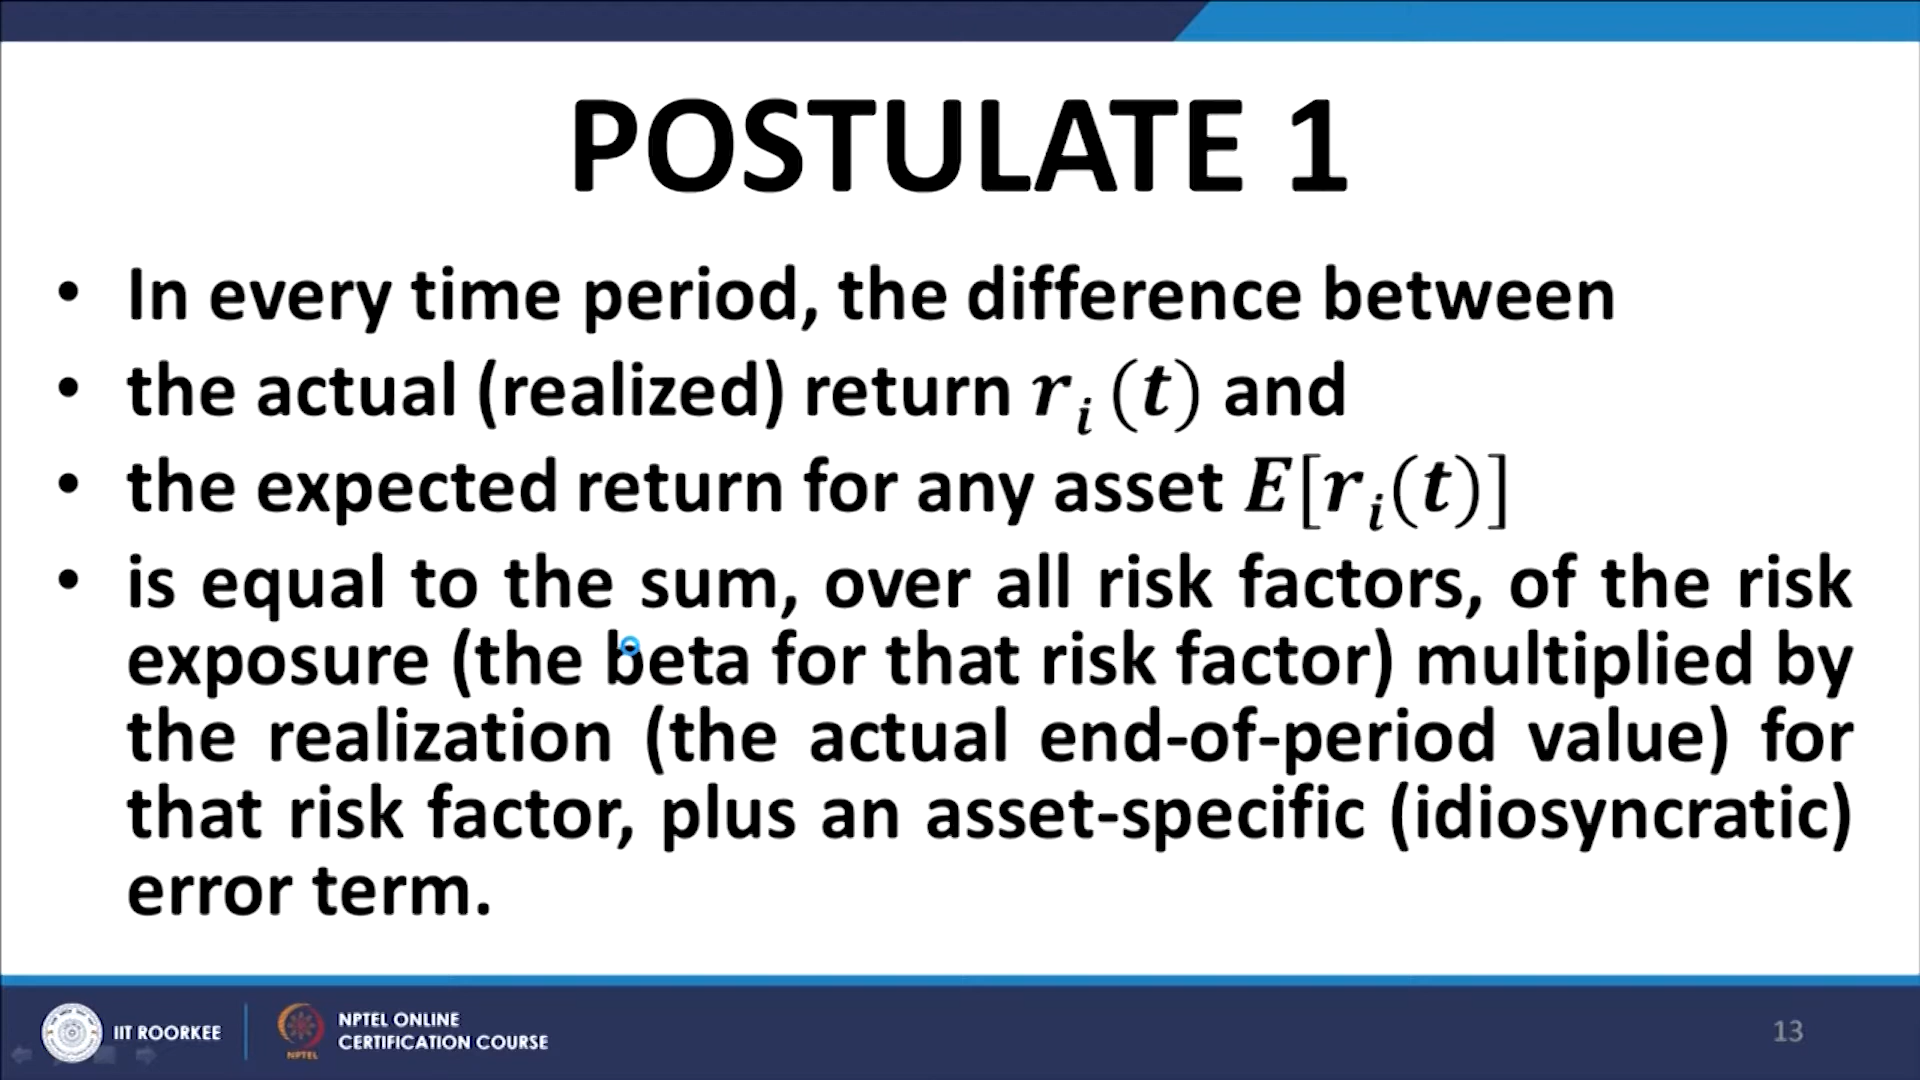 POSTULATE 1
• In every time period, the difference between
• the actual (realized) return r_i (t) and
• the expected return for any asset E[r_i(t)]
• is equal to the sum, over all risk factors, of the risk
exposure (the beta for that risk factor) multiplied by
the realization (the actual end-of-period value) for
that risk factor, plus an asset-specific (idiosyncratic)
error term.
IIT ROORKEE
NPTEL
NPTEL ONLINE
CERTIFICATION COURSE
13